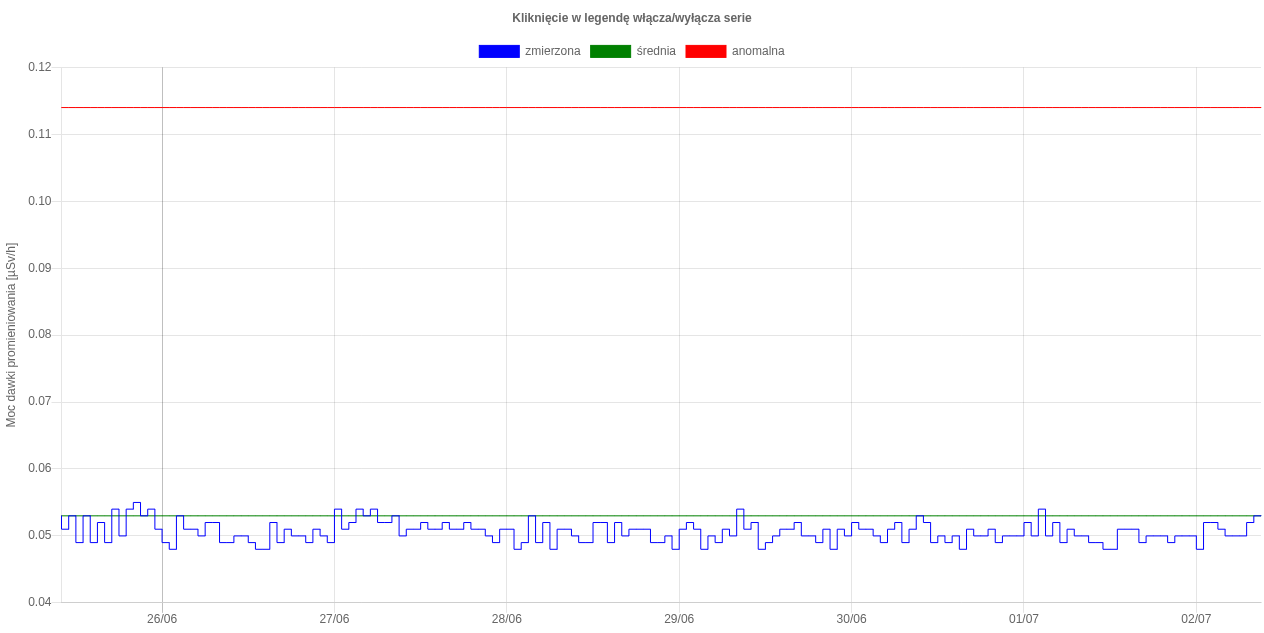 Kliknięcie w legendę włącza/wyłącza serie
zmierzona średnia anomalna
Moc dawki promieniowania [µSv/h]
0.12
0.11
0.10
0.09
0.08
0.07
0.06
0.05
0.04
26/06 27/06 28/06 29/06 30/06 01/07 02/07